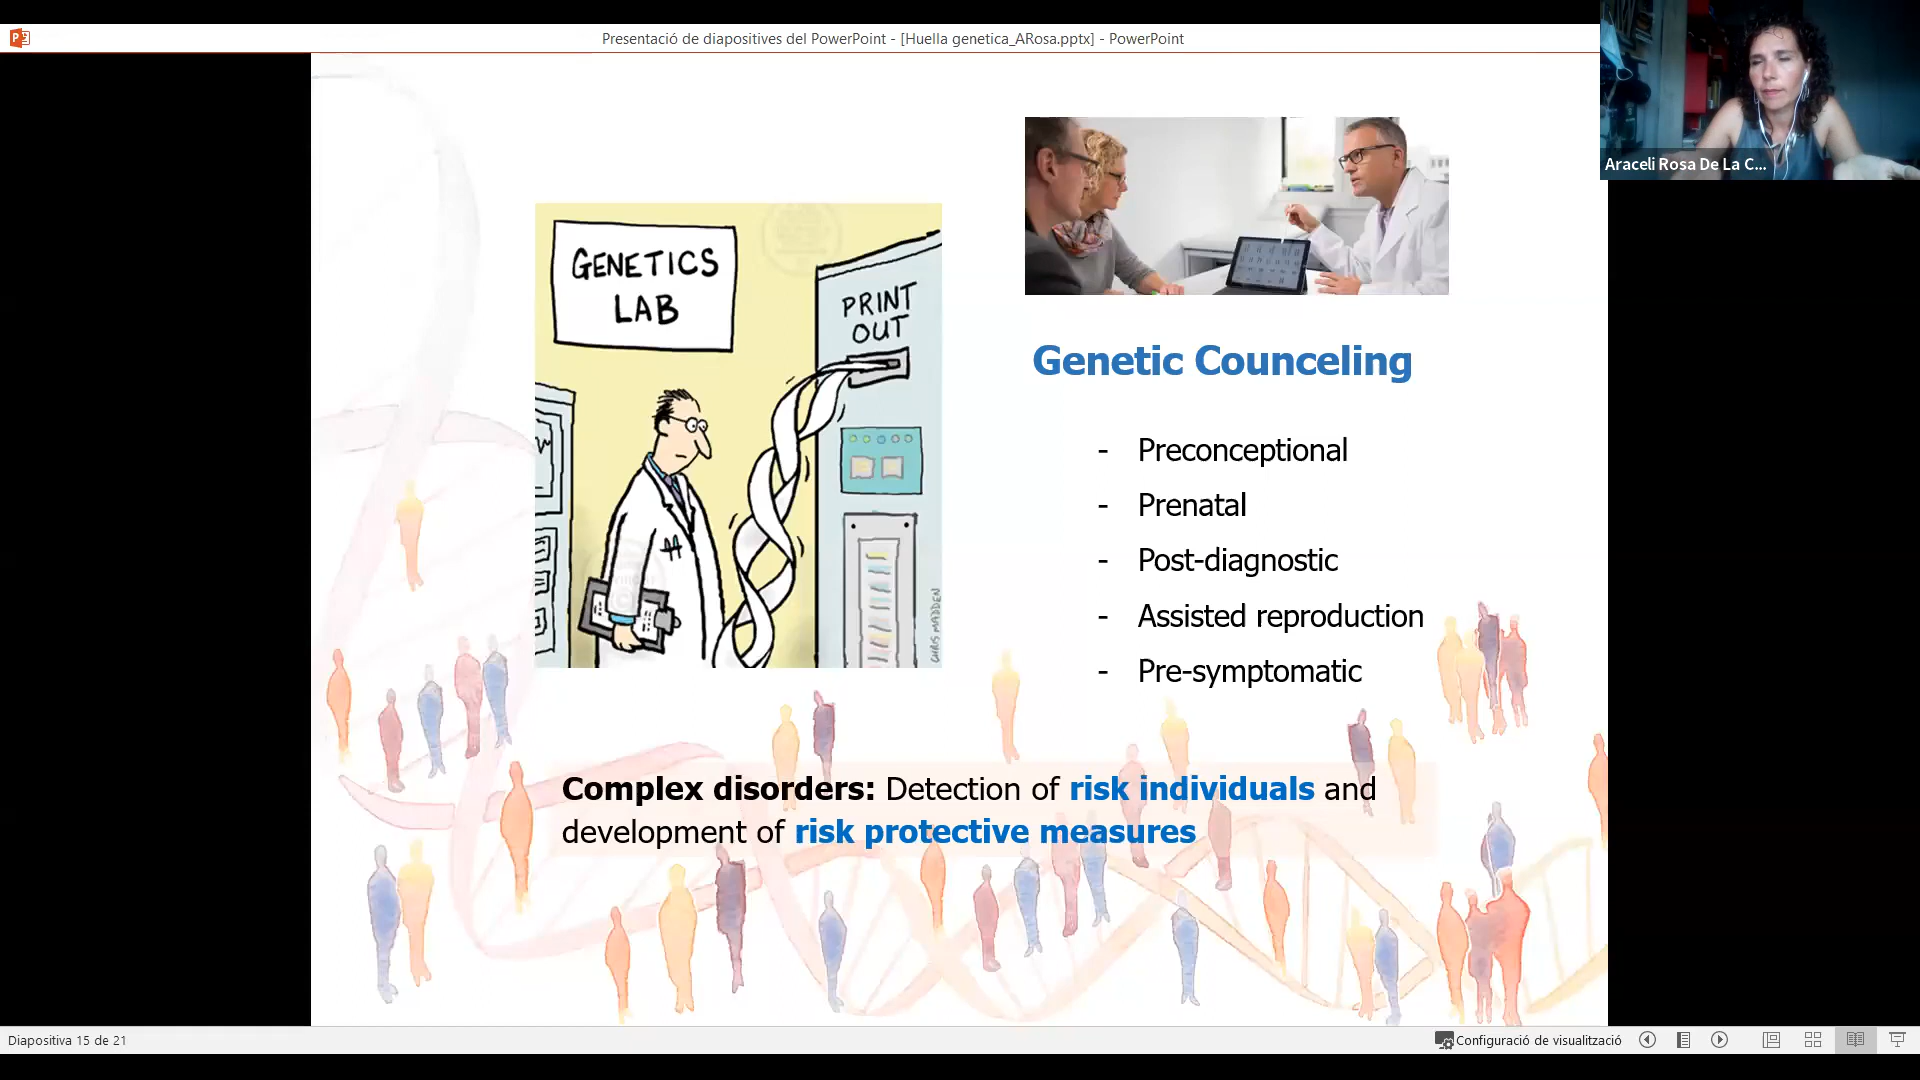 Presentació de diapositives del PowerPoint - [Huella genetica_ARosa.pptx] - PowerPoint
Araceli Rosa De La C...
GENETICS
LAB
PRINT
OUT
CHRIS MADDEN
Genetic Counceling
- Preconceptional
- Prenatal
- Post-diagnostic
- Assisted reproduction
- Pre-symptomatic
Complex disorders: Detection of risk individuals and
development of risk protective measures
Diapositiva 15 de 21
Configuració de visualització